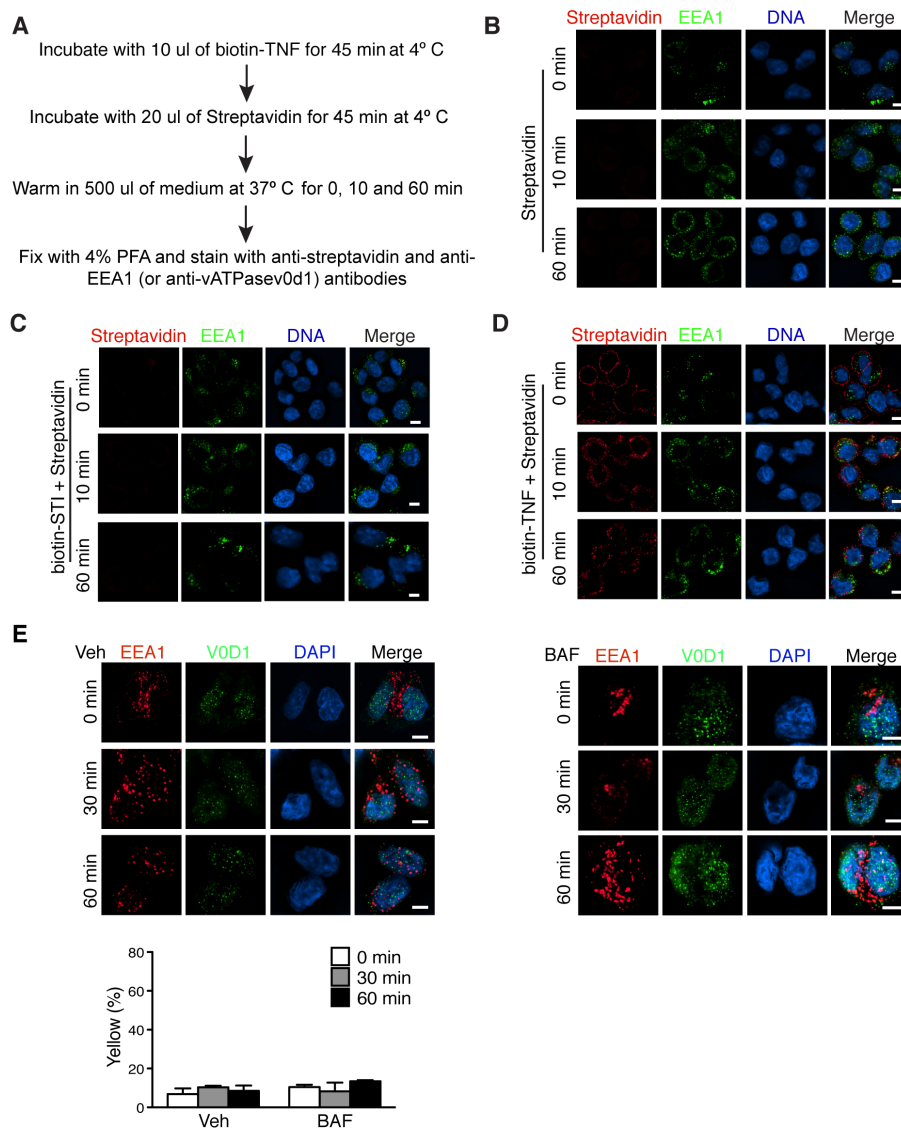 A
Incubate with 10 ul of biotin-TNF for 45 min at 4º C
Incubate with 20 ul of Streptavidin for 45 min at 4º C
Warm in 500 ul of medium at 37º C for 0, 10 and 60 min
Fix with 4% PFA and stain with anti-streptavidin and anti-
EEA1 (or anti-vATPasev0d1) antibodies
B
Streptavidin EEA1 DNA Merge
Streptavidin
0 min
10 min
60 min
C
Streptavidin EEA1 DNA Merge
biotin-STI + Streptavidin
0 min
10 min
60 min
D
Streptavidin EEA1 DNA Merge
biotin-TNF + Streptavidin
0 min
10 min
60 min
E
Veh EEA1 V0D1 DAPI Merge
0 min
30 min
60 min
BAF EEA1 V0D1 DAPI Merge
0 min
30 min
60 min
Yellow (%)
80
60
40
20
0
0 min
30 min
60 min
Veh BAF